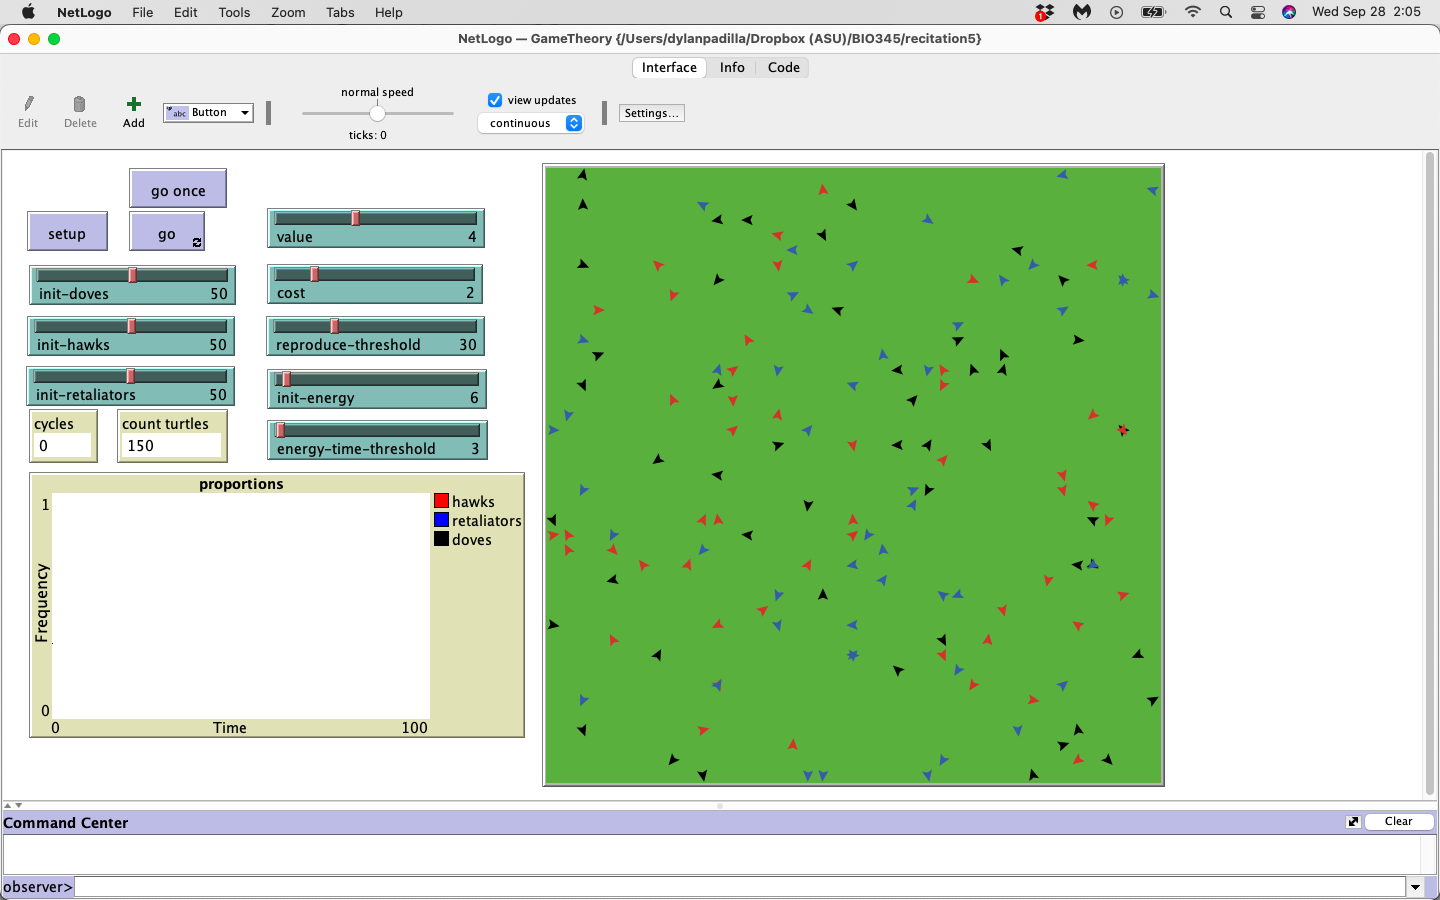 NetLogo File Edit Tools Zoom Tabs Help 1 Wed Sep 28 2:05
NetLogo — GameTheory {/Users/dylanpadilla/Dropbox (ASU)/BIO345/recitation5}
Interface Info Code
Edit Delete Add abc Button
normal speed
ticks: 0
view updates
continuous
Settings...
go once
setup go
value 4
init-doves 50
cost 2
init-hawks 50
reproduce-threshold 30
init-retaliators 50
init-energy 6
cycles
0
count turtles
150
energy-time-threshold 3
proportions
1
Frequency
0
0 Time 100
hawks
retaliators
doves
Command Center Clear
observer>